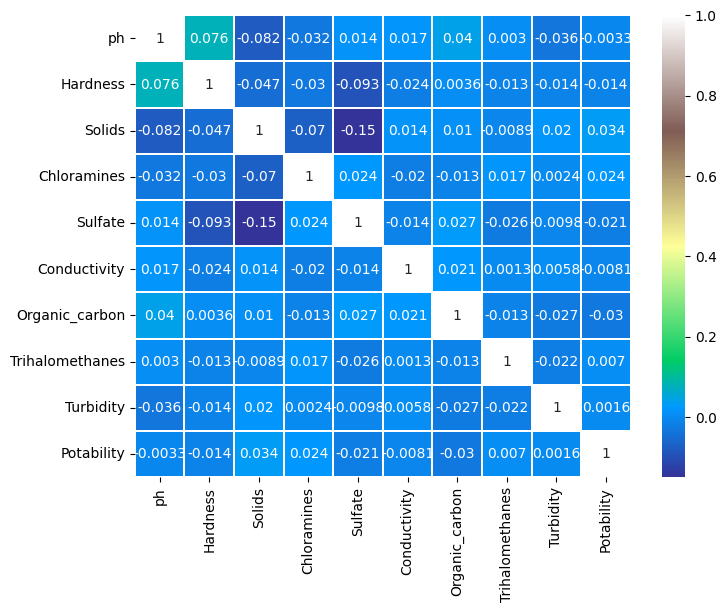 ph 1 0.076 -0.082 -0.032 0.014 0.017 0.04 0.003 -0.036 -0.0033
Hardness 0.076 1 -0.047 -0.03 -0.093 -0.024 0.0036 -0.013 -0.014 -0.014
Solids -0.082 -0.047 1 -0.07 -0.15 0.014 0.01 -0.0089 0.02 0.034
Chloramines -0.032 -0.03 -0.07 1 0.024 -0.02 -0.013 0.017 0.0024 0.024
Sulfate 0.014 -0.093 -0.15 0.024 1 -0.014 0.027 -0.026 -0.0098 -0.021
Conductivity 0.017 -0.024 0.014 -0.02 -0.014 1 0.021 0.0013 0.0058 -0.0081
Organic_carbon 0.04 0.0036 0.01 -0.013 0.027 0.021 1 -0.013 -0.027 -0.03
Trihalomethanes 0.003 -0.013 -0.0089 0.017 -0.026 0.0013 -0.013 1 -0.022 0.007
Turbidity -0.036 -0.014 0.02 0.0024 -0.0098 0.0058 -0.027 -0.022 1 0.0016
Potability -0.0033 -0.014 0.034 0.024 -0.021 -0.0081 -0.03 0.007 0.0016 1
ph
Hardness
Solids
Chloramines
Sulfate
Conductivity
Organic_carbon
Trihalomethanes
Turbidity
Potability
1.0
0.8
0.6
0.4
0.2
0.0